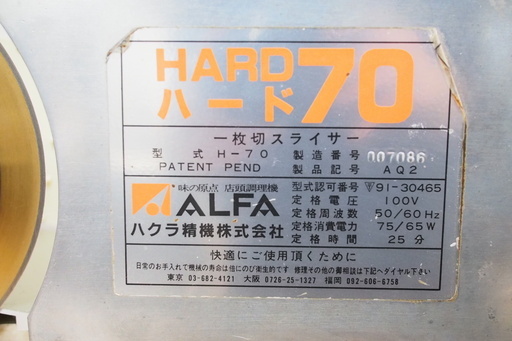 HARD 70
ハード
一枚切スライサー
型式 H-70 製造番号 007086
PATENT PEND 製品記号 AQ2
味の原点 店頭調理機 型式認可番号 ▽91-30465
ALFA 定格電圧 100V
定格周波数 50/60Hz
ハクラ精機株式会社 定格消費電力 75/65W
定格時間 25分
快適にご使用頂くために
日常のお手入れで機械の寿命は倍にのび衛生的です 修理その他の御相談は下記へダイヤル下さい
東京 03-682-4121 大阪 0726-25-1327 福岡 092-606-6758